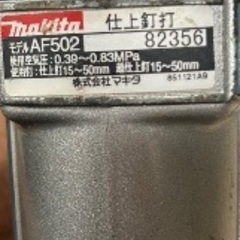 makita 仕上釘打
モデル AF502 82356
使用空気圧：0.39～0.83MPa
使用釘：仕上釘15～50mm 超仕上釘15～50mm
株式会社マキタ 851121A9